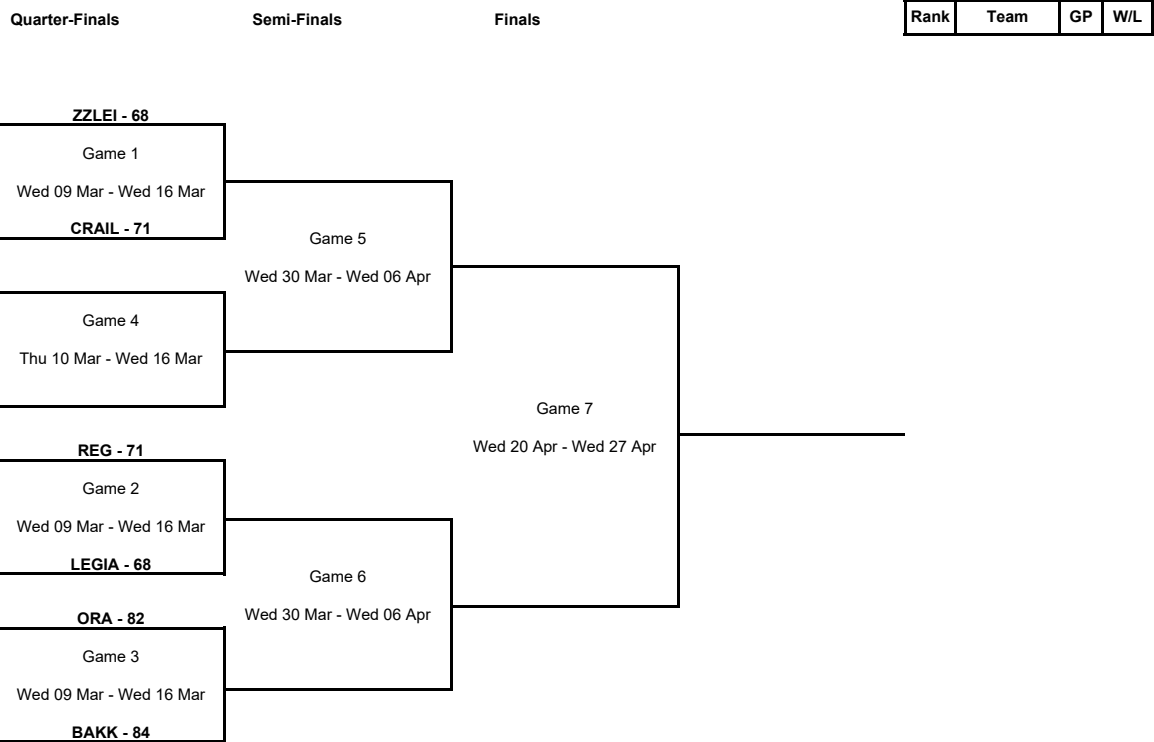 Quarter-Finals Semi-Finals Finals
Rank Team GP W/L
ZZLEI - 68
Game 1
Wed 09 Mar - Wed 16 Mar
CRAIL - 71
Game 5
Wed 30 Mar - Wed 06 Apr
Game 4
Thu 10 Mar - Wed 16 Mar
Game 7
Wed 20 Apr - Wed 27 Apr
REG - 71
Game 2
Wed 09 Mar - Wed 16 Mar
LEGIA - 68
Game 6
Wed 30 Mar - Wed 06 Apr
ORA - 82
Game 3
Wed 09 Mar - Wed 16 Mar
BAKK - 84